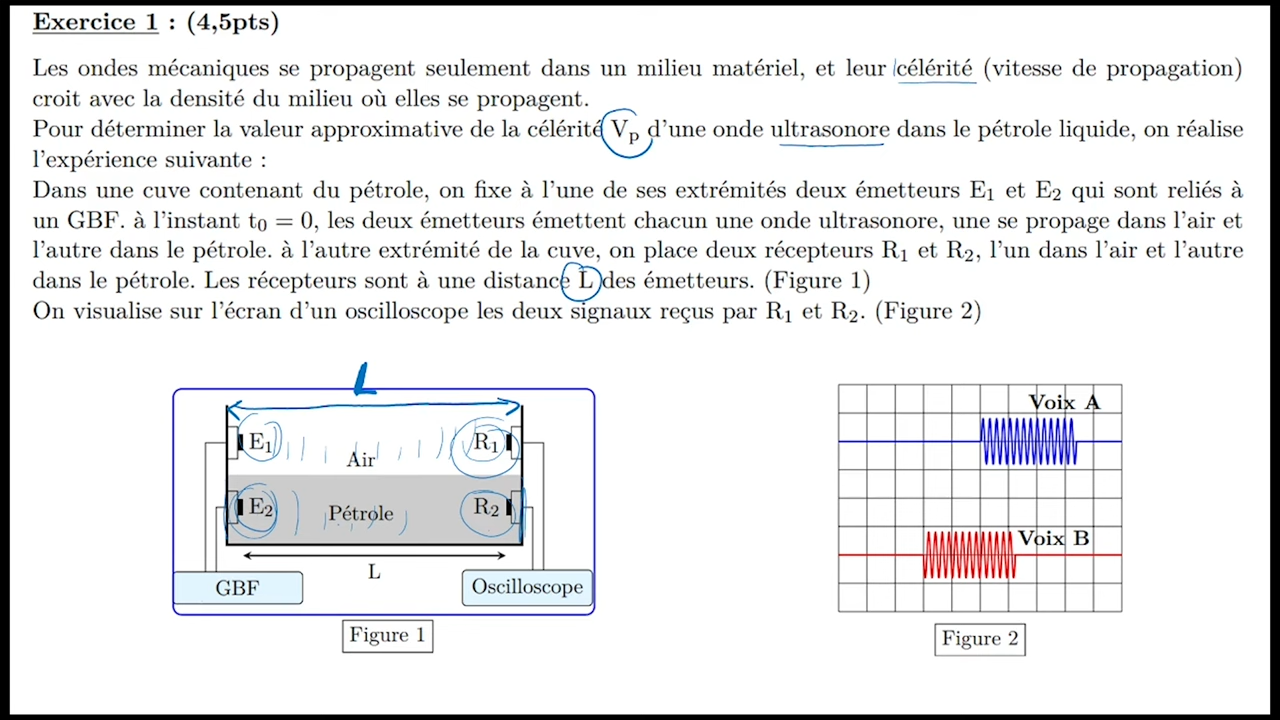 Exercice 1 : (4,5pts)
Les ondes mécaniques se propagent seulement dans un milieu matériel, et leur célérité (vitesse de propagation)
croit avec la densité du milieu où elles se propagent.
Pour déterminer la valeur approximative de la célérité Vₚ d'une onde ultrasonore dans le pétrole liquide, on réalise
l'expérience suivante :
Dans une cuve contenant du pétrole, on fixe à l'une de ses extrémités deux émetteurs E₁ et E₂ qui sont reliés à
un GBF. à l'instant t₀ = 0, les deux émetteurs émettent chacun une onde ultrasonore, une se propage dans l'air et
l'autre dans le pétrole. à l'autre extrémité de la cuve, on place deux récepteurs R₁ et R₂, l'un dans l'air et l'autre
dans le pétrole. Les récepteurs sont à une distance L des émetteurs. (Figure 1)
On visualise sur l'écran d'un oscilloscope les deux signaux reçus par R₁ et R₂. (Figure 2)
L
E₁ Air R₁
E₂ Pétrole R₂
L
GBF Oscilloscope
Figure 1
Voix A
Voix B
Figure 2